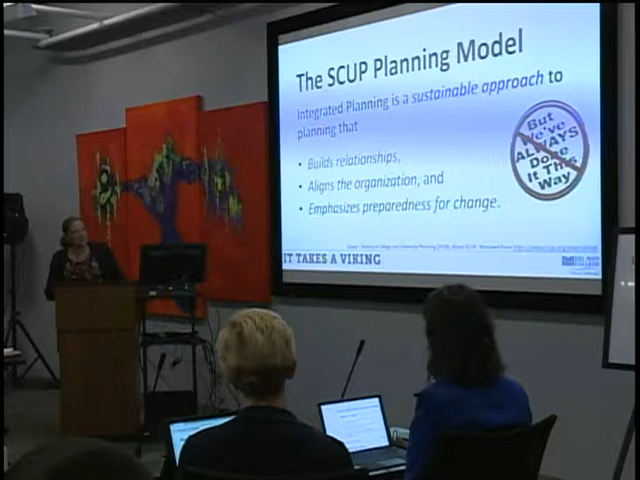 The SCUP Planning Model
Integrated Planning is a sustainable approach to
planning that
• Builds relationships,
• Aligns the organization, and
• Emphasizes preparedness for change.
But
We've
ALWAYS
Done
It This
Way
IT TAKES A VIKING